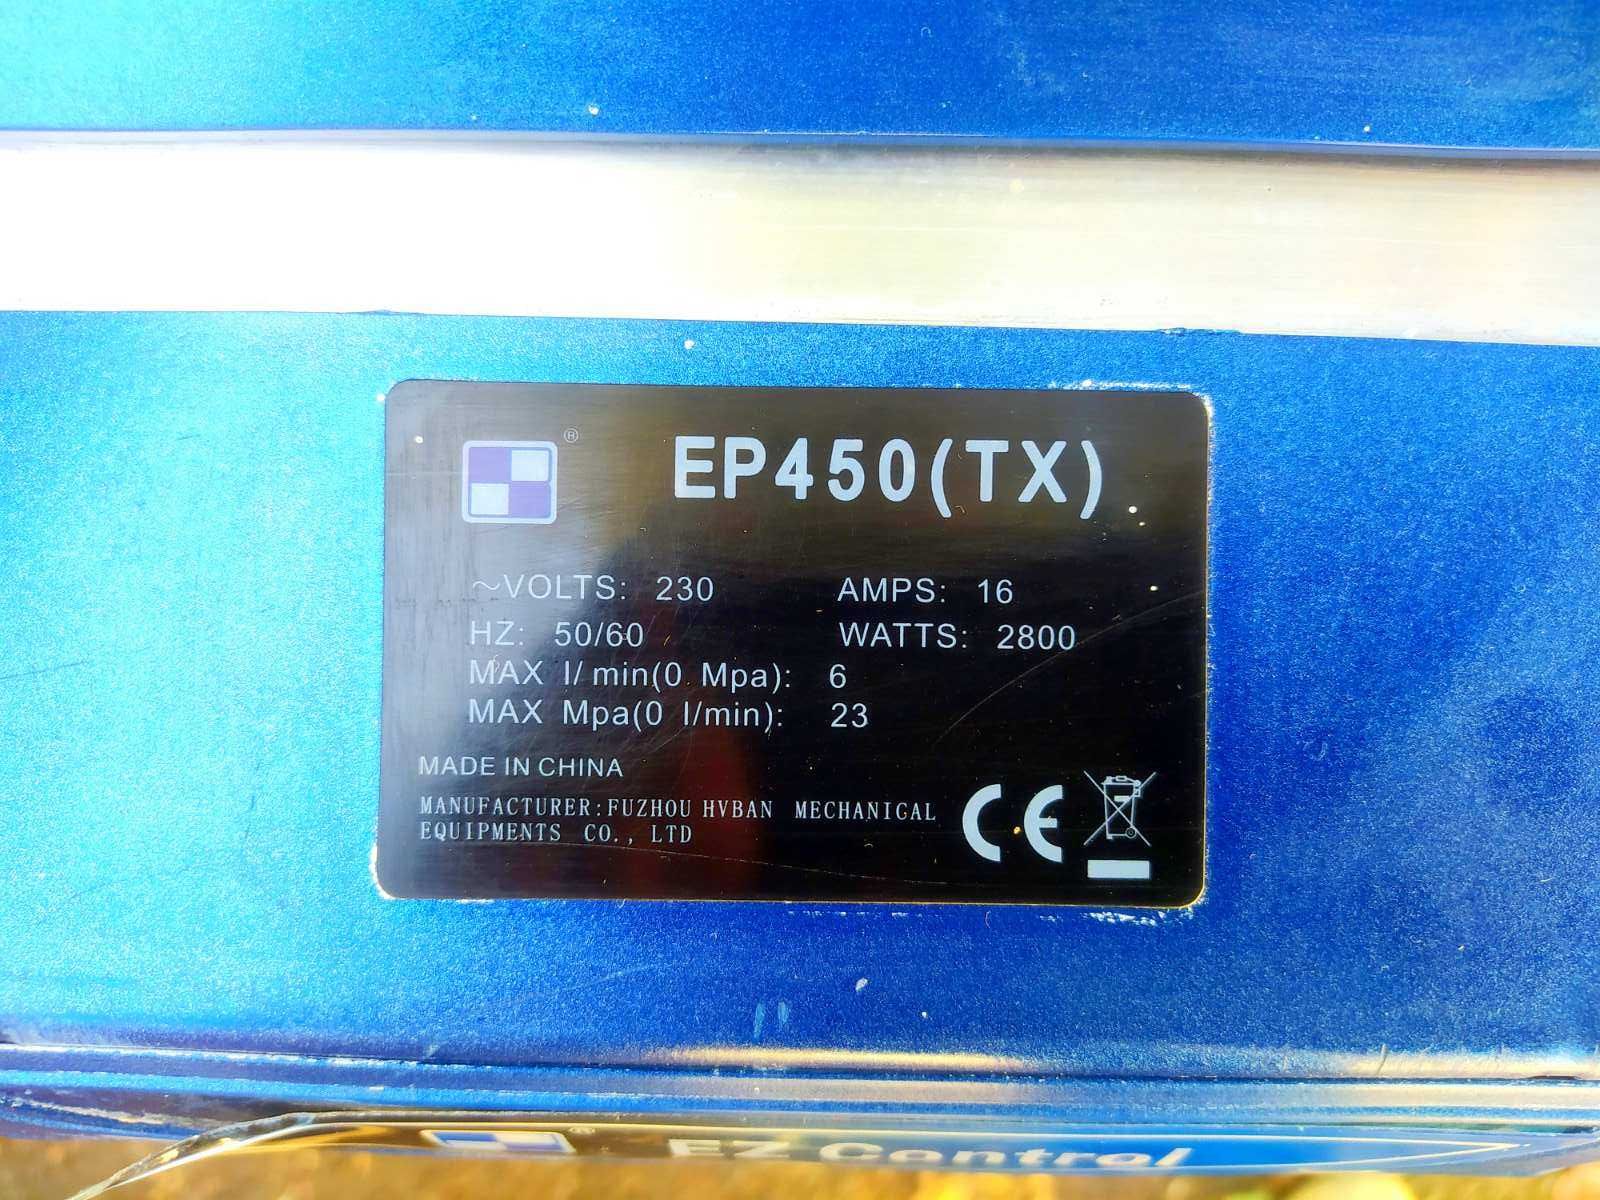 ®
EP450(TX)
~VOLTS: 230 AMPS: 16
HZ: 50/60 WATTS: 2800
MAX l/min(0 Mpa): 6
MAX Mpa(0 l/min): 23
MADE IN CHINA
MANUFACTURER:FUZHOU HVBAN MECHANICAL
EQUIPMENTS CO., LTD
CE
EZ Control